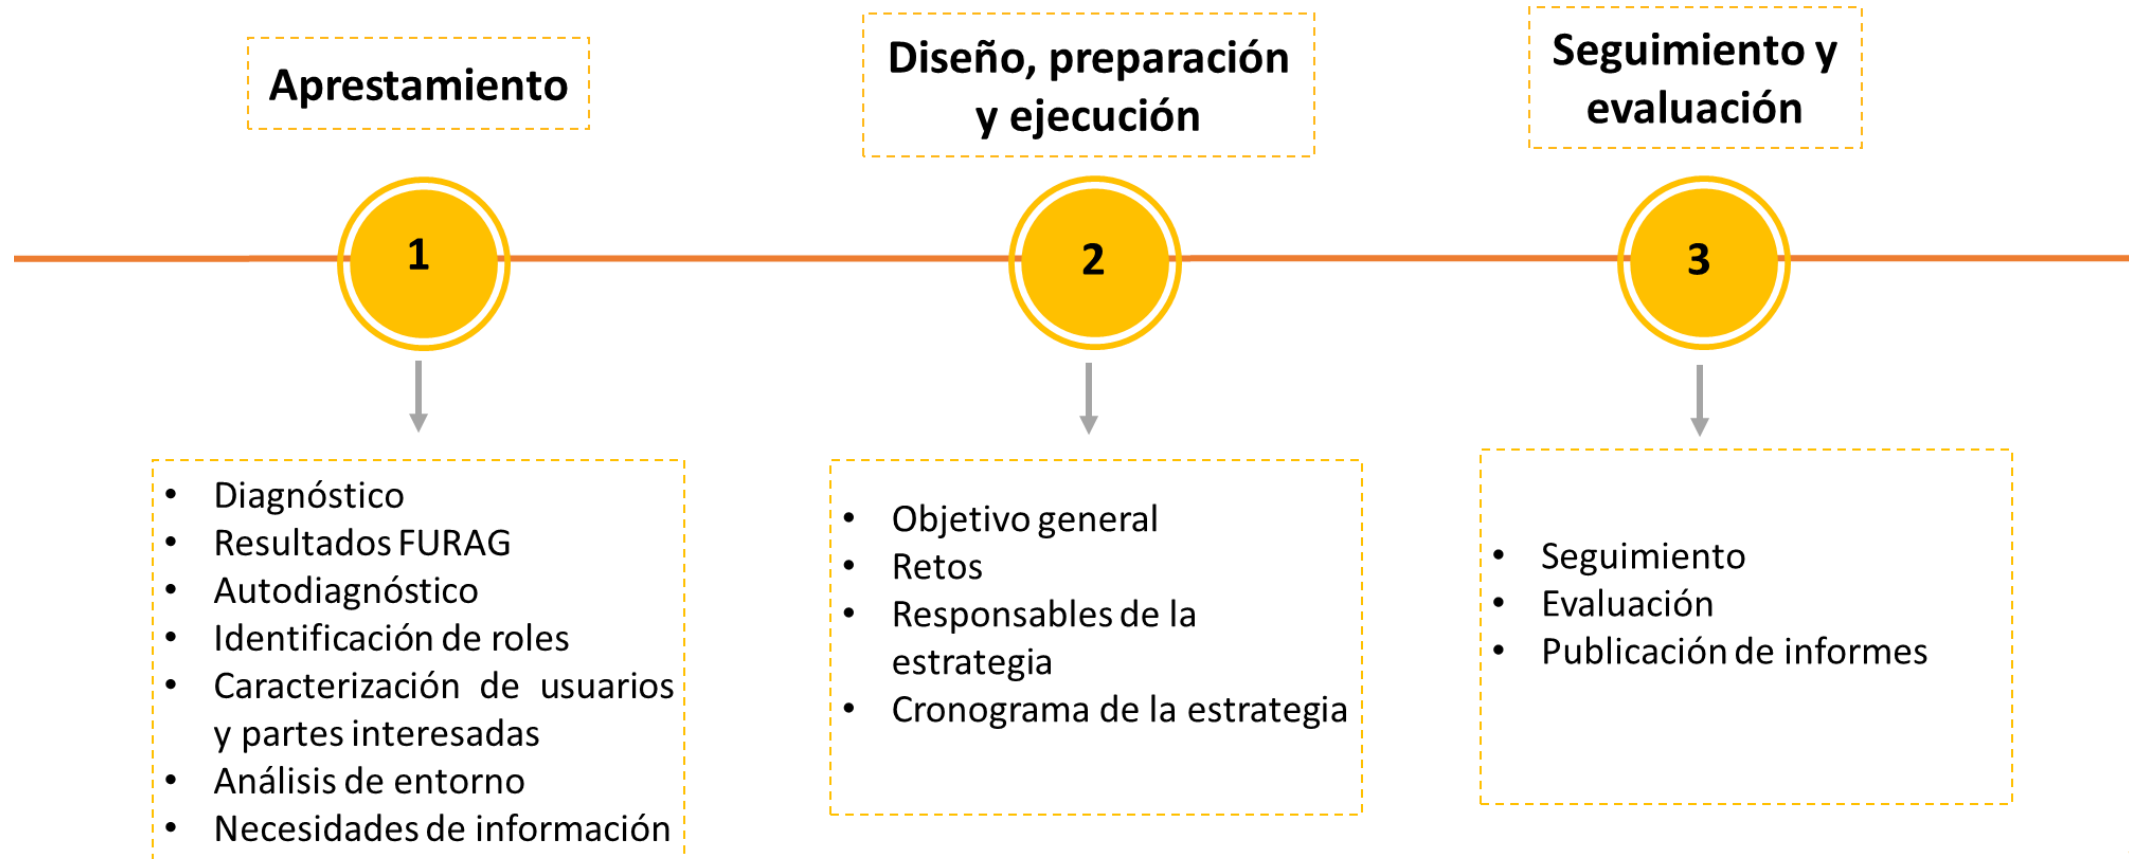 Aprestamiento
Diseño, preparación
y ejecución
Seguimiento y
evaluación
1
2
3
• Diagnóstico
• Resultados FURAG
• Autodiagnóstico
• Identificación de roles
• Caracterización de usuarios
y partes interesadas
• Análisis de entorno
• Necesidades de información
• Objetivo general
• Retos
• Responsables de la
estrategia
• Cronograma de la estrategia
• Seguimiento
• Evaluación
• Publicación de informes